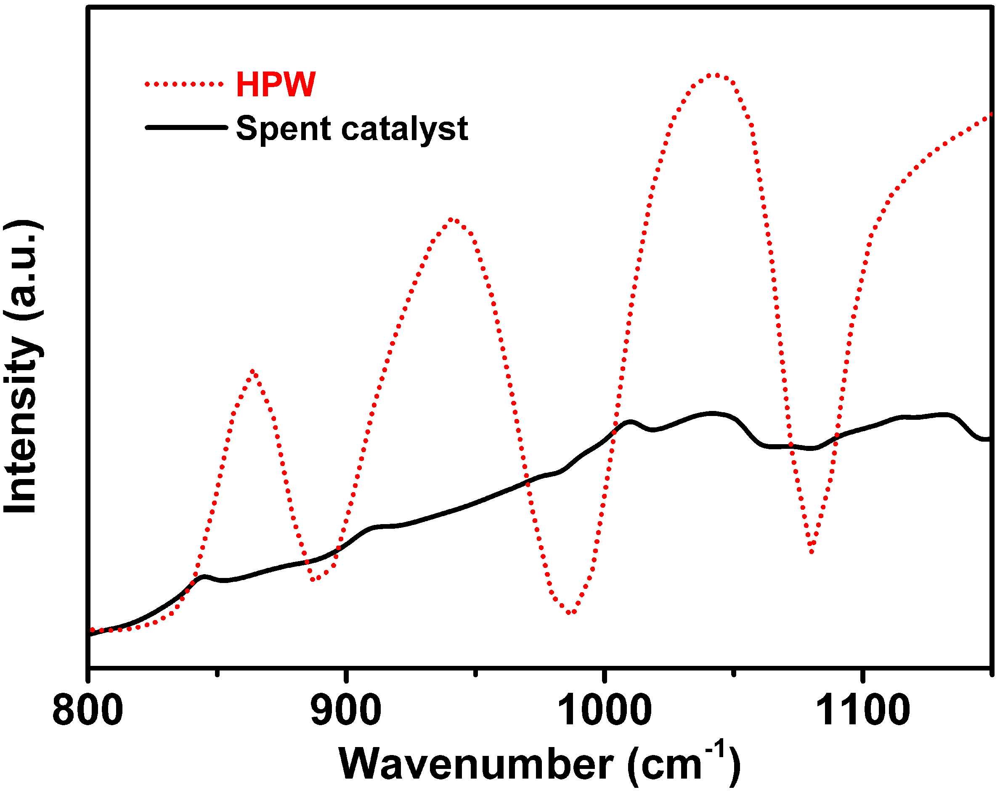 HPW
Spent catalyst
Intensity (a.u.)
800 900 1000 1100
Wavenumber (cm⁻¹)